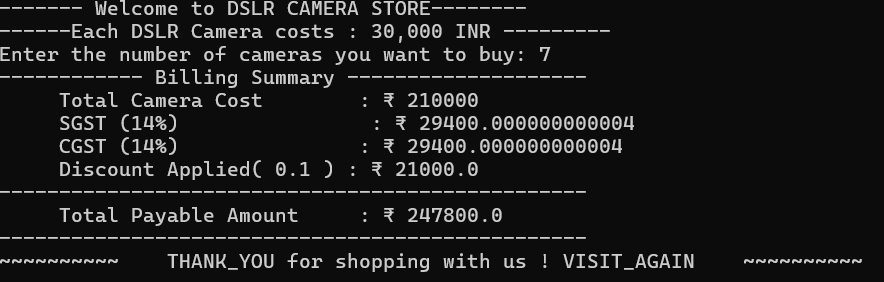 ------- Welcome to DSLR CAMERA STORE--------
------Each DSLR Camera costs : 30,000 INR ---------
Enter the number of cameras you want to buy: 7
------------ Billing Summary --------------------
     Total Camera Cost        : ₹ 210000
     SGST (14%)                : ₹ 29400.000000000004
     CGST (14%)               : ₹ 29400.000000000004
     Discount Applied( 0.1 ) : ₹ 21000.0
-------------------------------------------------
     Total Payable Amount     : ₹ 247800.0
-------------------------------------------------
~~~~~~~~~~    THANK_YOU for shopping with us ! VISIT_AGAIN    ~~~~~~~~~~